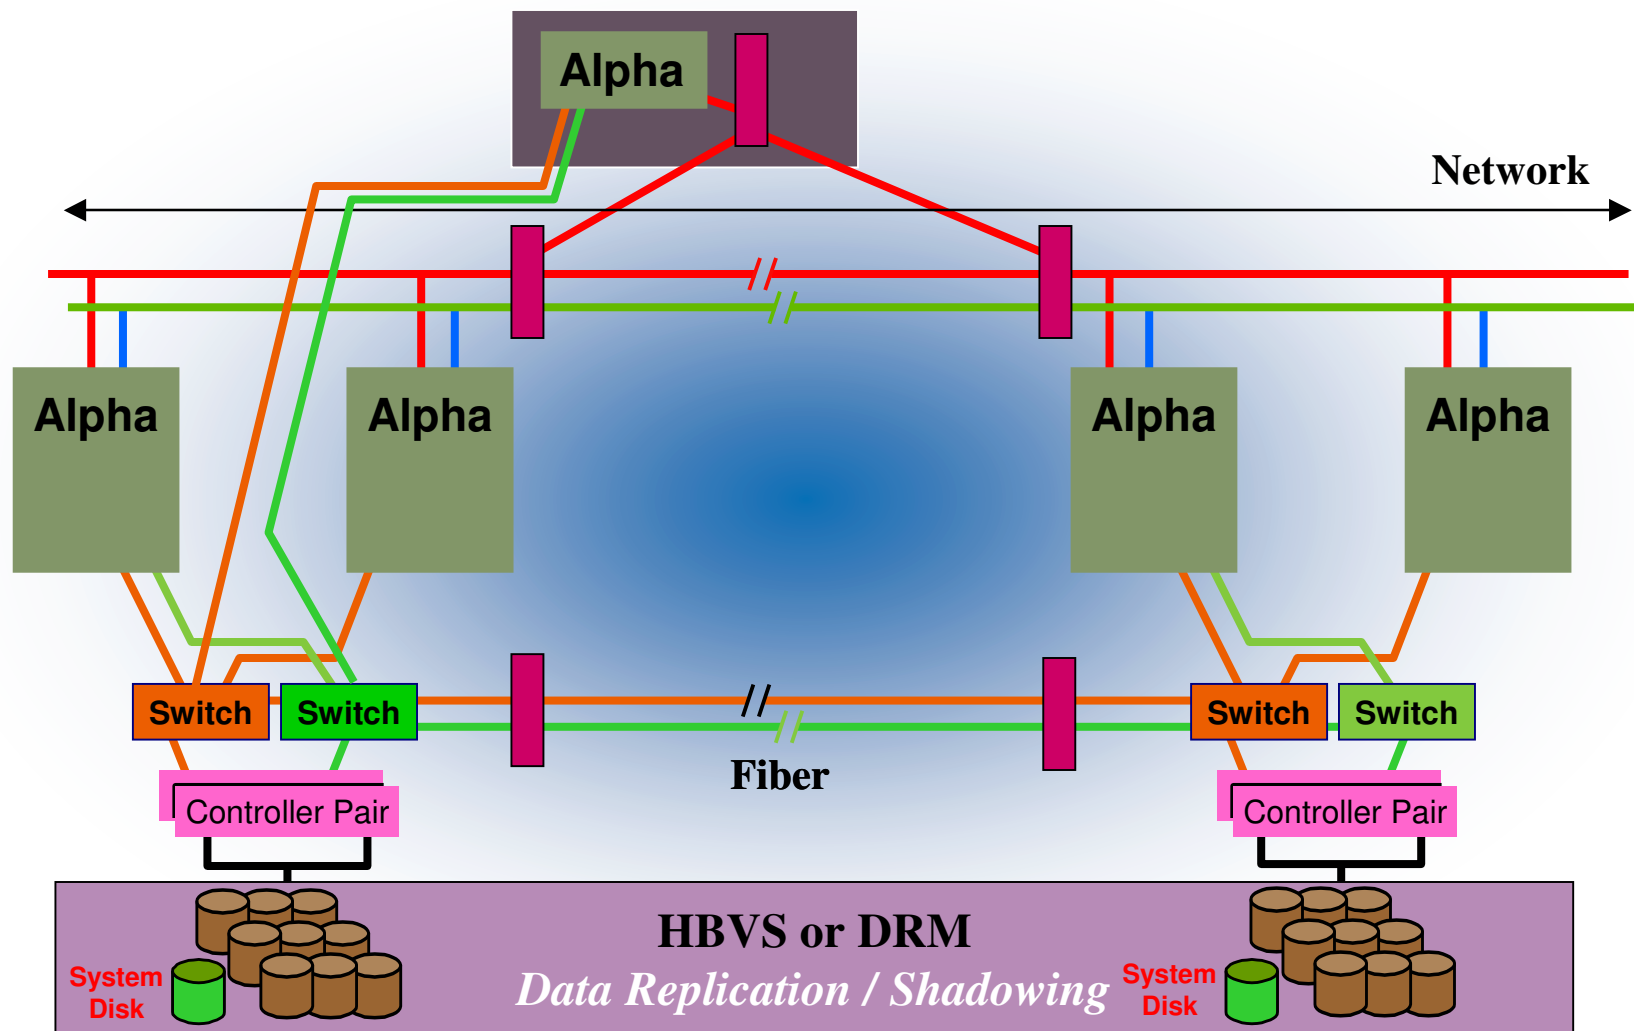 Alpha
Network
Alpha
Alpha
Alpha
Alpha
Switch
Switch
Switch
Switch
Fiber
Controller Pair
Controller Pair
HBVS or DRM
System
Disk
Data Replication / Shadowing
System
Disk